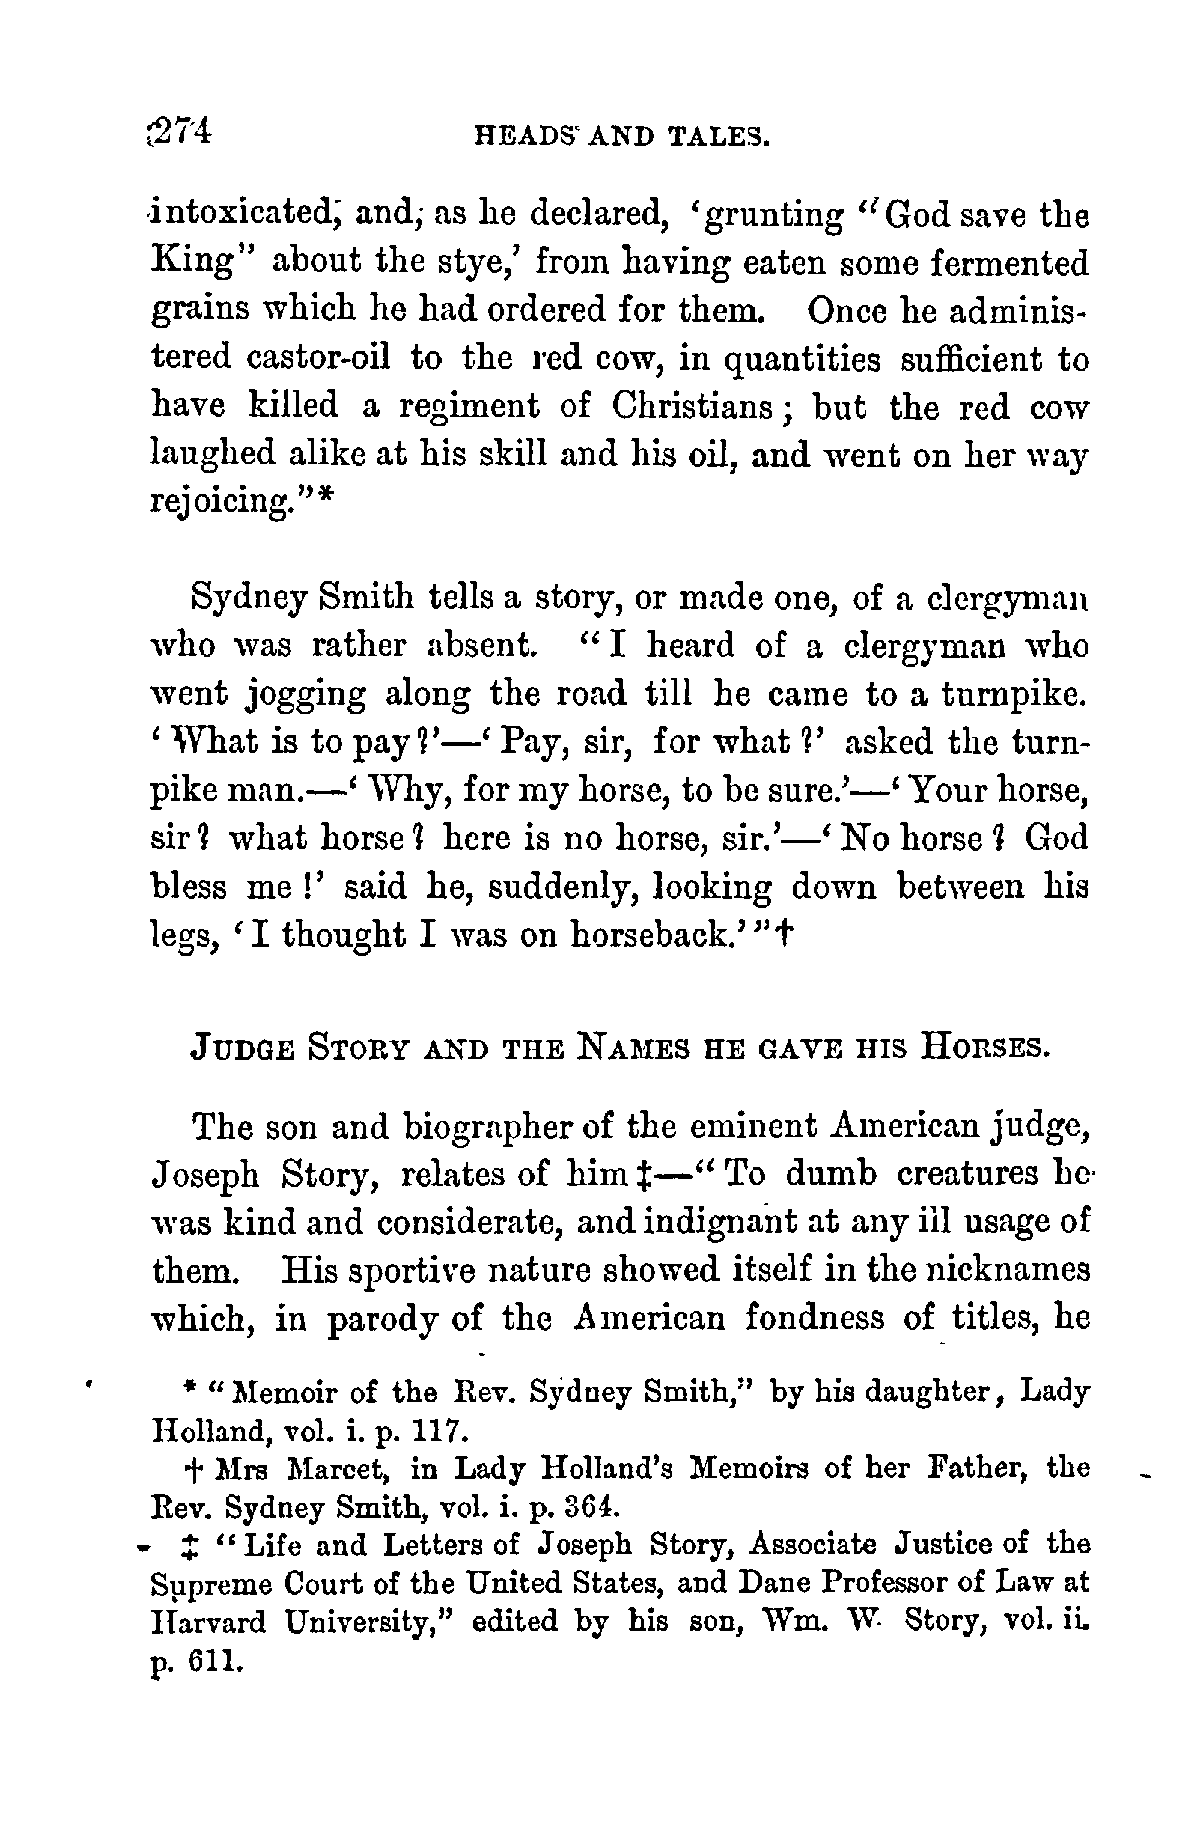 274 HEADS AND TALES.
intoxicated, and, as he declared, ‘grunting “God save the
King” about the stye,’ from having eaten some fermented
grains which he had ordered for them. Once he adminis-
tered castor-oil to the red cow, in quantities sufficient to
have killed a regiment of Christians; but the red cow
laughed alike at his skill and his oil, and went on her way
rejoicing.”*
Sydney Smith tells a story, or made one, of a clergyman
who was rather absent. “I heard of a clergyman who
went jogging along the road till he came to a turnpike.
‘What is to pay?’—‘Pay, sir, for what?’ asked the turn-
pike man.—‘Why, for my horse, to be sure.’—‘Your horse,
sir? what horse? here is no horse, sir.’—‘No horse? God
bless me!’ said he, suddenly, looking down between his
legs, ‘I thought I was on horseback.’”†
JUDGE STORY AND THE NAMES HE GAVE HIS HORSES.
The son and biographer of the eminent American judge,
Joseph Story, relates of him‡—“To dumb creatures he
was kind and considerate, and indignant at any ill usage of
them. His sportive nature showed itself in the nicknames
which, in parody of the American fondness of titles, he
* “Memoir of the Rev. Sydney Smith,” by his daughter, Lady
Holland, vol. i. p. 117.
† Mrs Marcet, in Lady Holland’s Memoirs of her Father, the
Rev. Sydney Smith, vol. i. p. 364.
‡ “Life and Letters of Joseph Story, Associate Justice of the
Supreme Court of the United States, and Dane Professor of Law at
Harvard University,” edited by his son, Wm. W. Story, vol. ii.
p. 611.